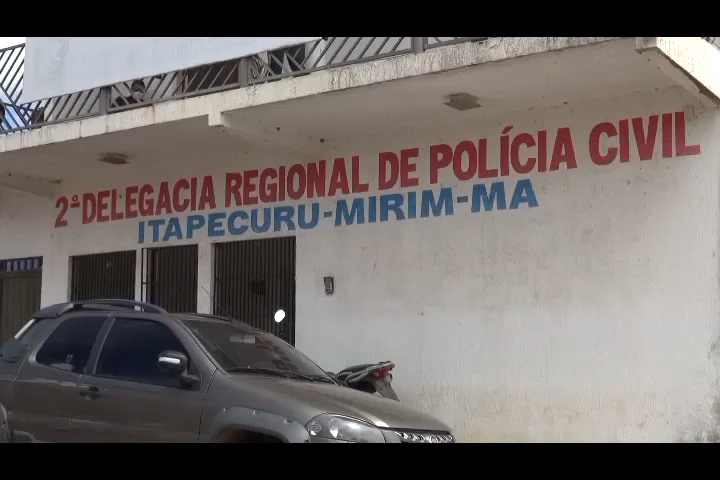 2ª DELEGACIA REGIONAL DE POLÍCIA CIVIL
ITAPECURU-MIRIM-MA